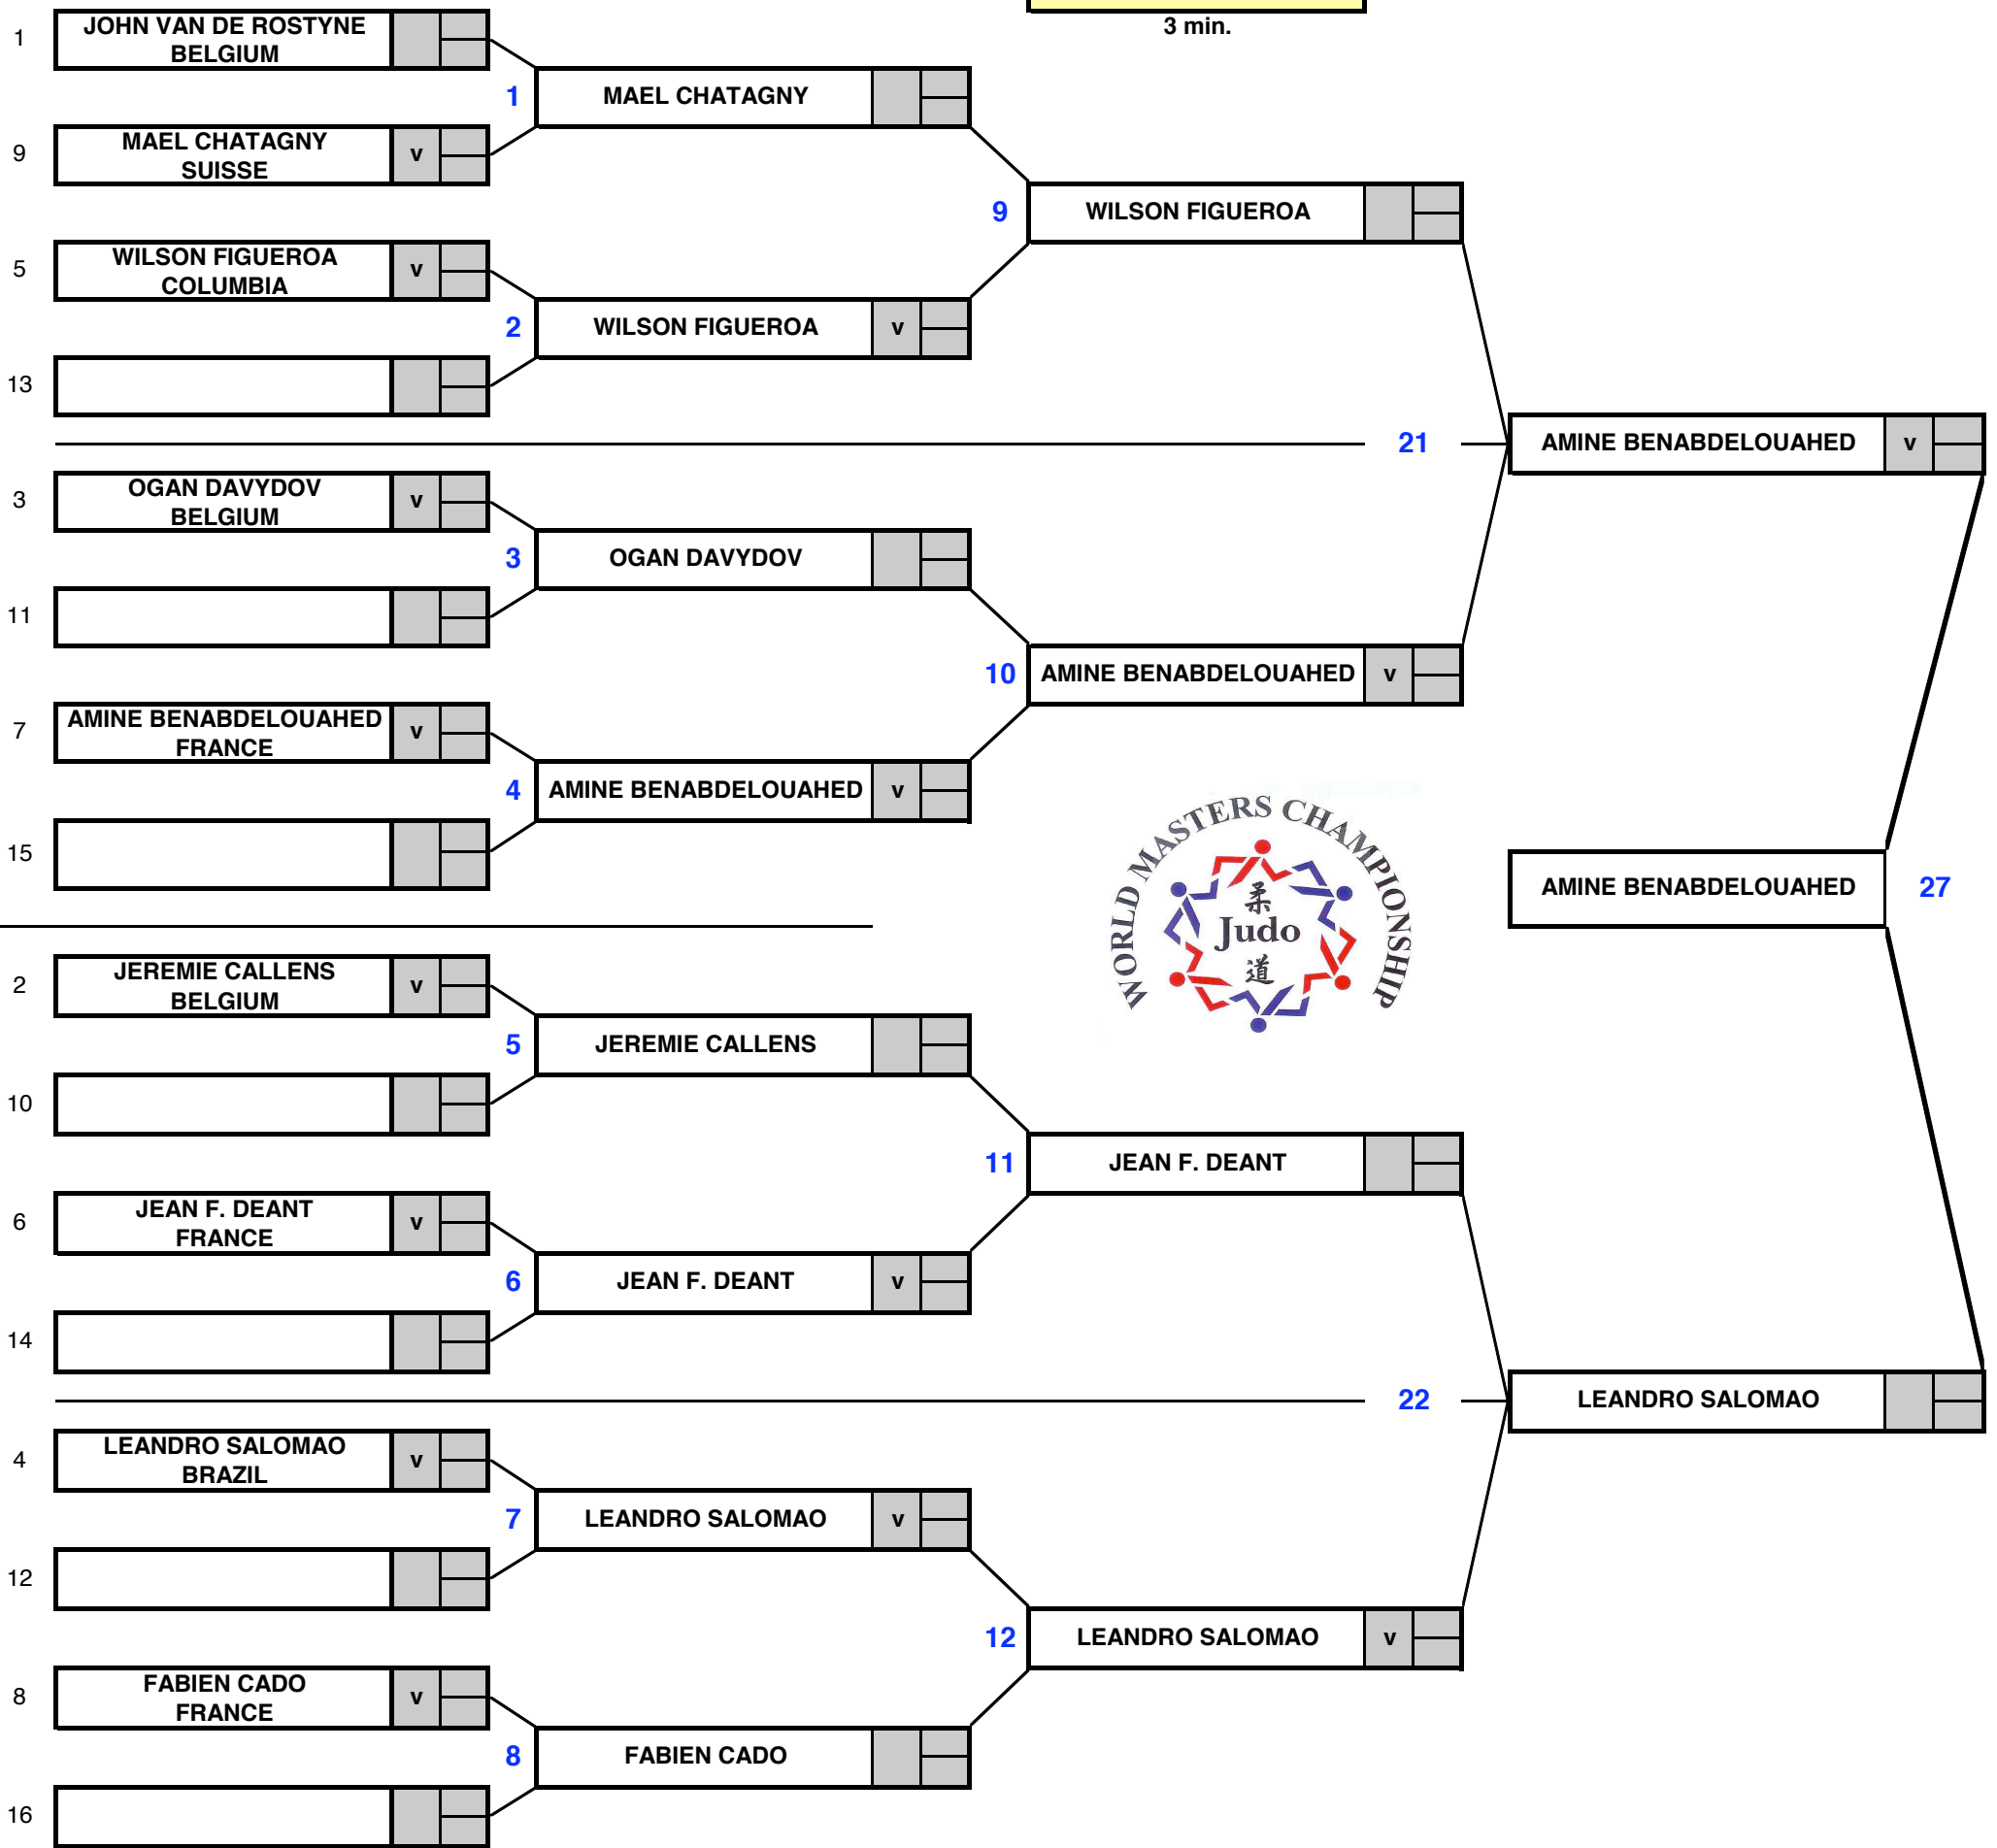 3 min.
1
JOHN VAN DE ROSTYNE
BELGIUM
1
MAEL CHATAGNY
9
MAEL CHATAGNY
SUISSE
v
9
WILSON FIGUEROA
5
WILSON FIGUEROA
COLUMBIA
v
2
WILSON FIGUEROA
v
13
21
AMINE BENABDELOUAHED
v
3
OGAN DAVYDOV
BELGIUM
v
3
OGAN DAVYDOV
11
10
AMINE BENABDELOUAHED
v
7
AMINE BENABDELOUAHED
FRANCE
v
4
AMINE BENABDELOUAHED
v
15
WORLD MASTERS CHAMPIONSHIP
柔
Judo
道
AMINE BENABDELOUAHED
27
2
JEREMIE CALLENS
BELGIUM
v
5
JEREMIE CALLENS
10
11
JEAN F. DEANT
6
JEAN F. DEANT
FRANCE
v
6
JEAN F. DEANT
v
14
22
LEANDRO SALOMAO
4
LEANDRO SALOMAO
BRAZIL
v
7
LEANDRO SALOMAO
v
12
12
LEANDRO SALOMAO
v
8
FABIEN CADO
FRANCE
v
8
FABIEN CADO
16